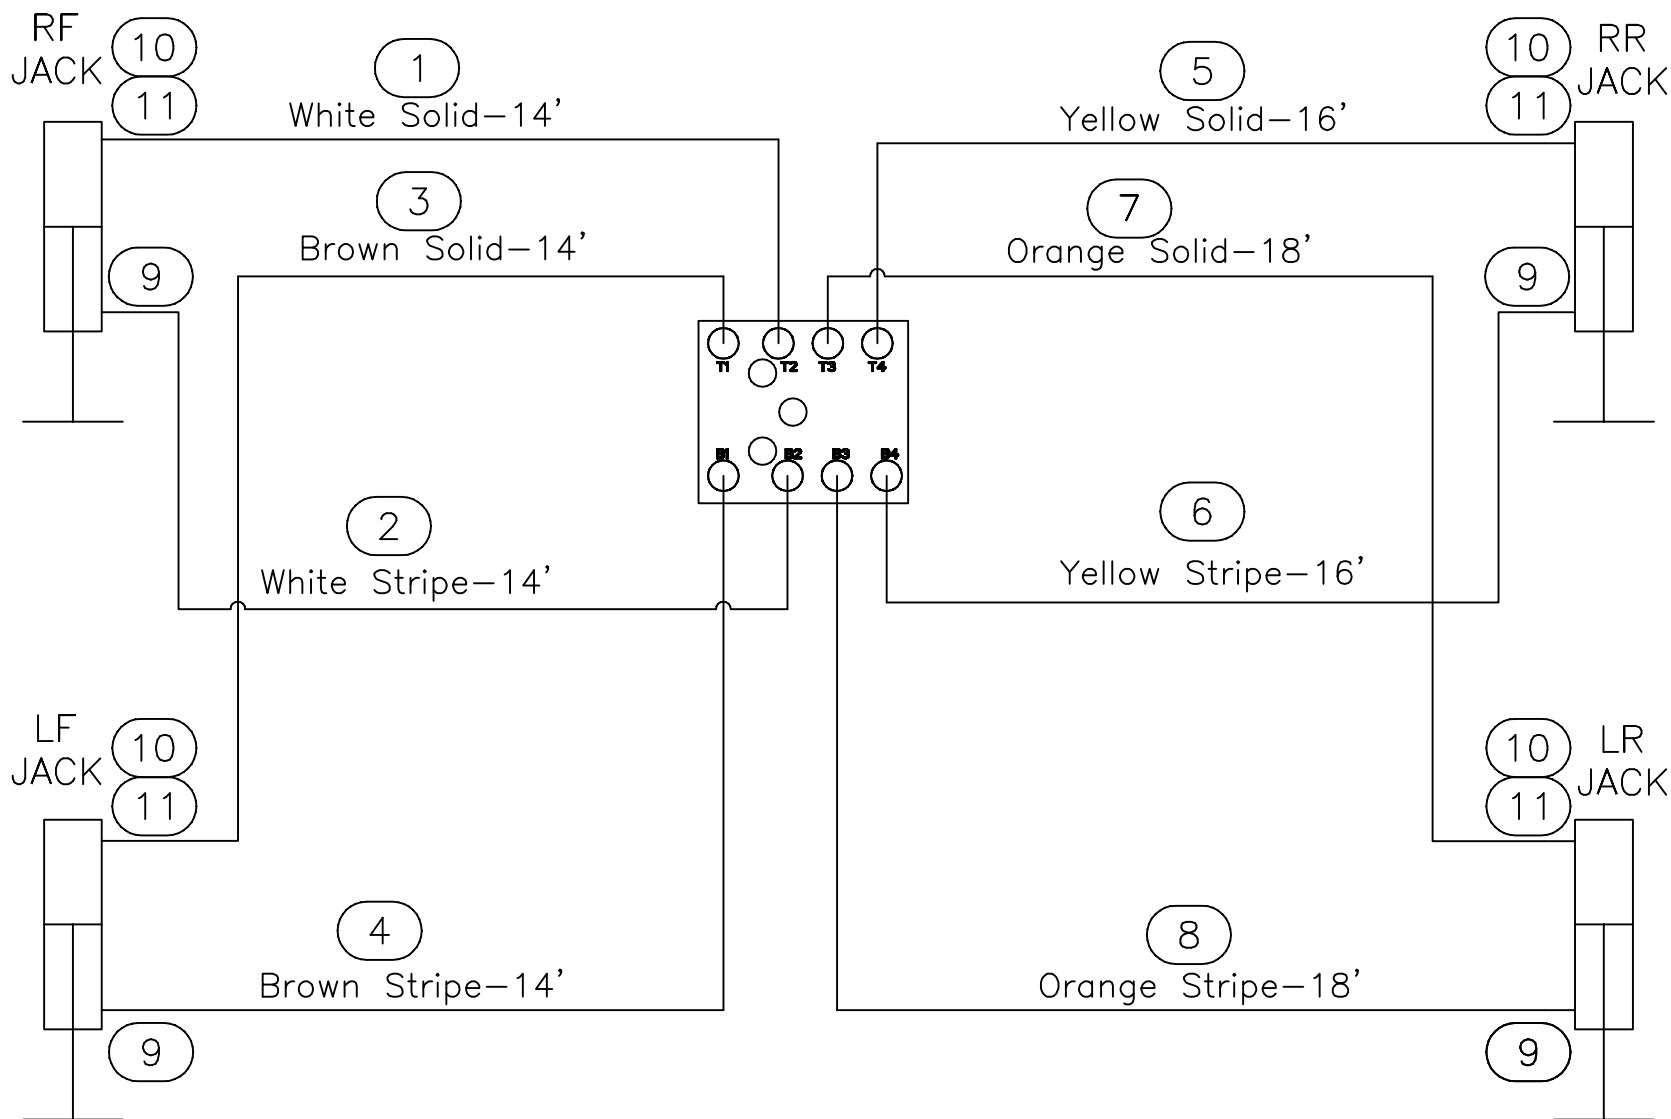 RF
JACK
10
11
1
White Solid-14'
5
Yellow Solid-16'
10
11
RR
JACK
3
Brown Solid-14'
7
Orange Solid-18'
9
9
T1 T2 T3 T4
B1 B2 B3 B4
2
White Stripe-14'
6
Yellow Stripe-16'
LF
JACK
10
11
10
11
LR
JACK
4
Brown Stripe-14'
8
Orange Stripe-18'
9
9